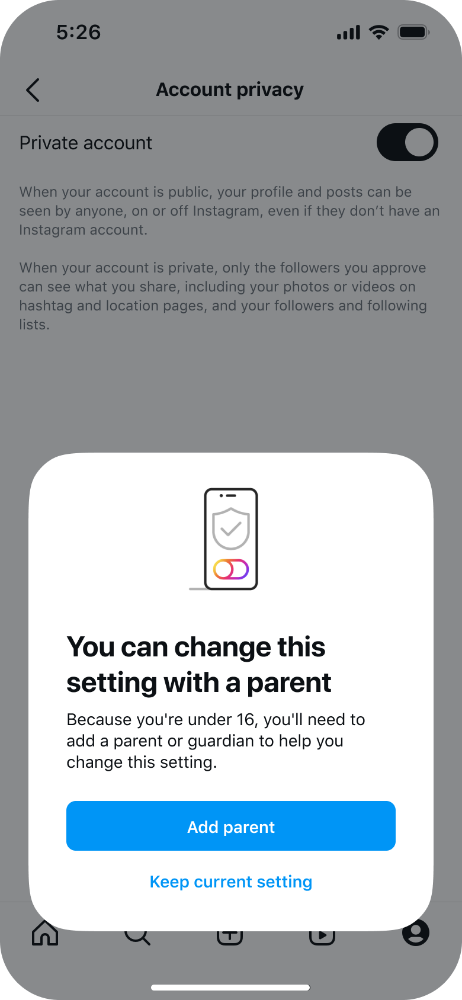 5:26
Account privacy
Private account
When your account is public, your profile and posts can be
seen by anyone, on or off Instagram, even if they don’t have an
Instagram account.
When your account is private, only the followers you approve
can see what you share, including your photos or videos on
hashtag and location pages, and your followers and following
lists.
You can change this
setting with a parent
Because you're under 16, you'll need to
add a parent or guardian to help you
change this setting.
Add parent
Keep current setting